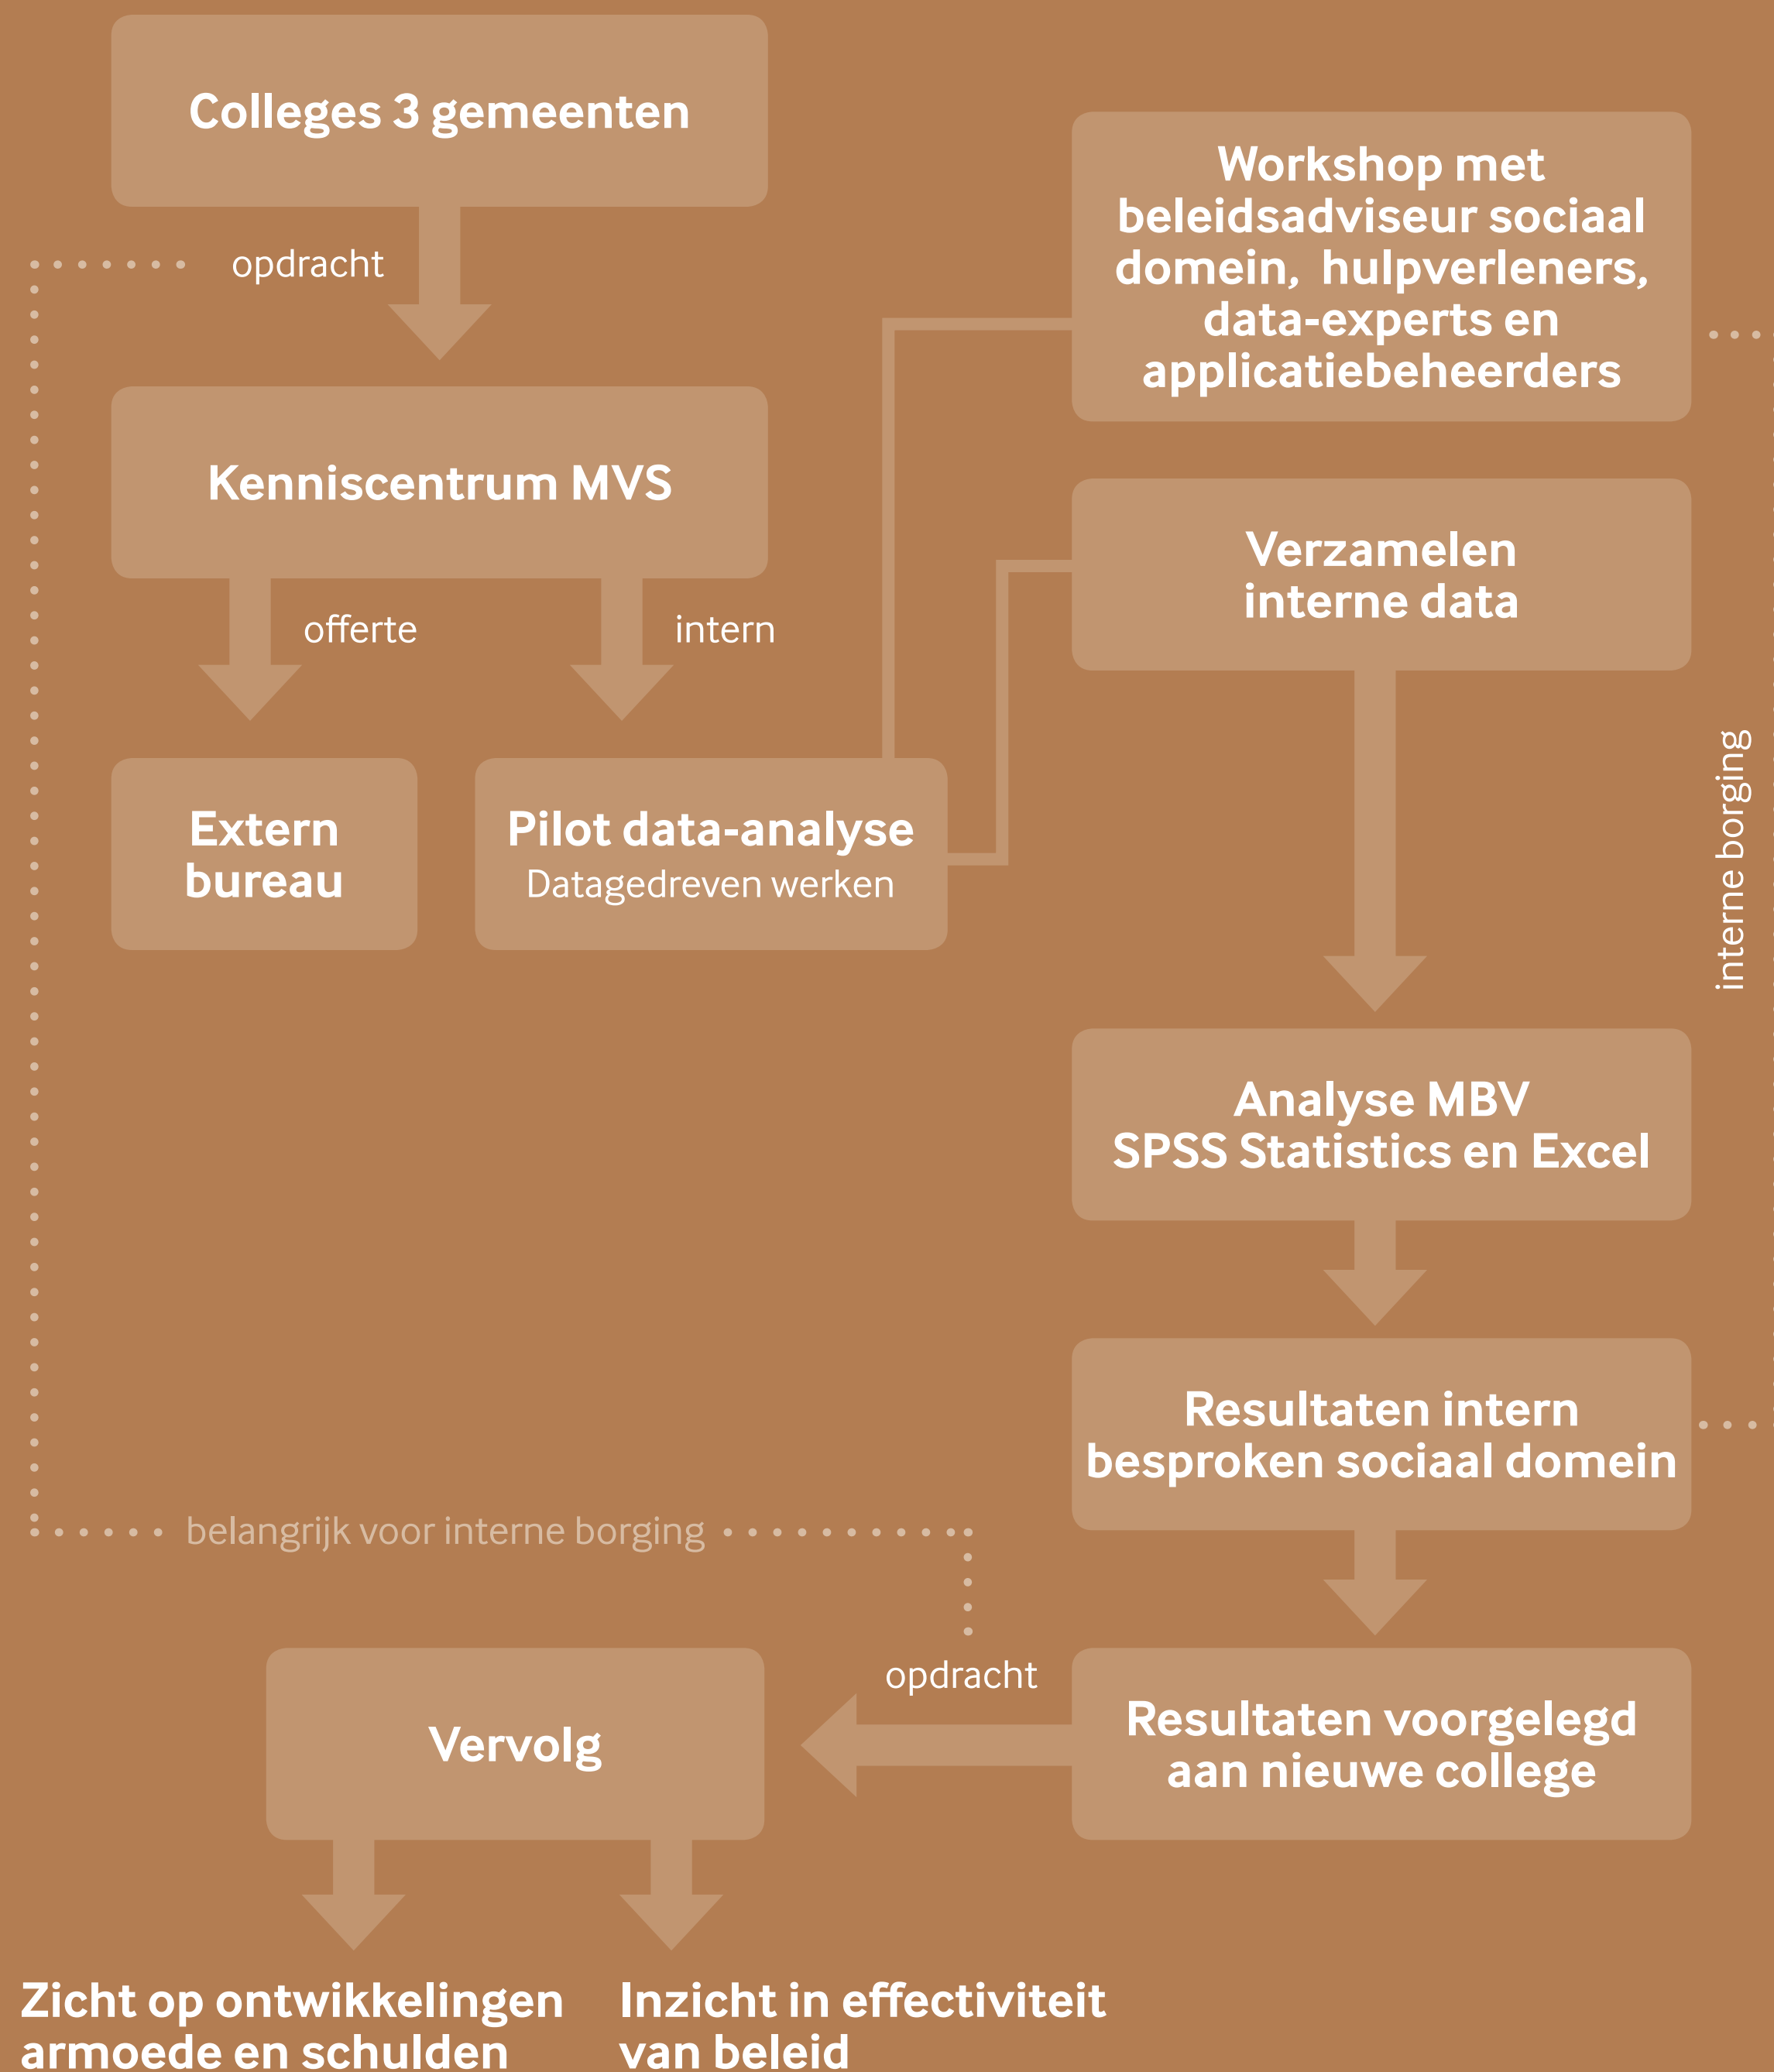 Colleges 3 gemeenten
opdracht
Kenniscentrum MVS
offerte
intern
Extern
bureau
Pilot data-analyse
Datagedreven werken
Workshop met
beleidsadviseur sociaal
domein,  hulpverleners,
data-experts en
applicatiebeheerders
Verzamelen
interne data
interne borging
Analyse MBV
SPSS Statistics en Excel
Resultaten intern
besproken sociaal domein
belangrijk voor interne borging
Resultaten voorgelegd
aan nieuwe college
opdracht
Vervolg
Zicht op ontwikkelingen
armoede en schulden
Inzicht in effectiviteit
van beleid